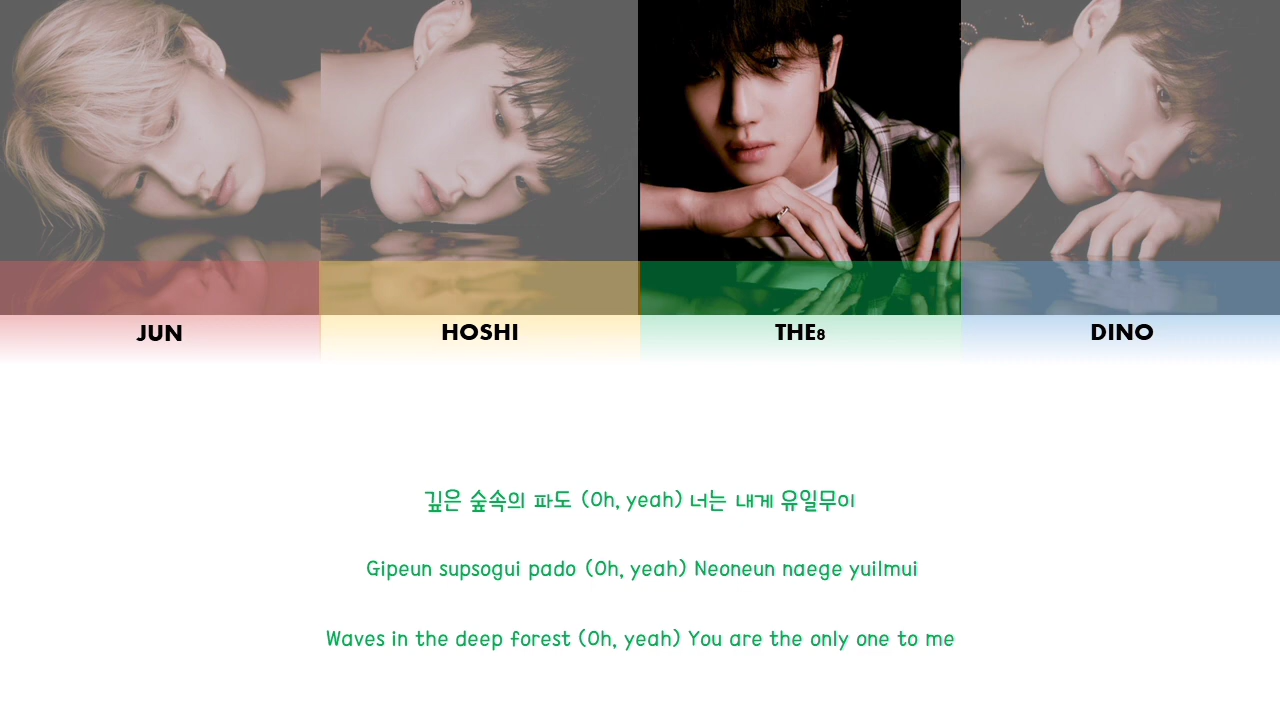 JUN HOSHI THE8 DINO
깊은 숲속의 파도 (Oh, yeah) 너는 내게 유일무이
Gipeun supsogui pado (Oh, yeah) Neoneun naege yuilmui
Waves in the deep forest (Oh, yeah) You are the only one to me